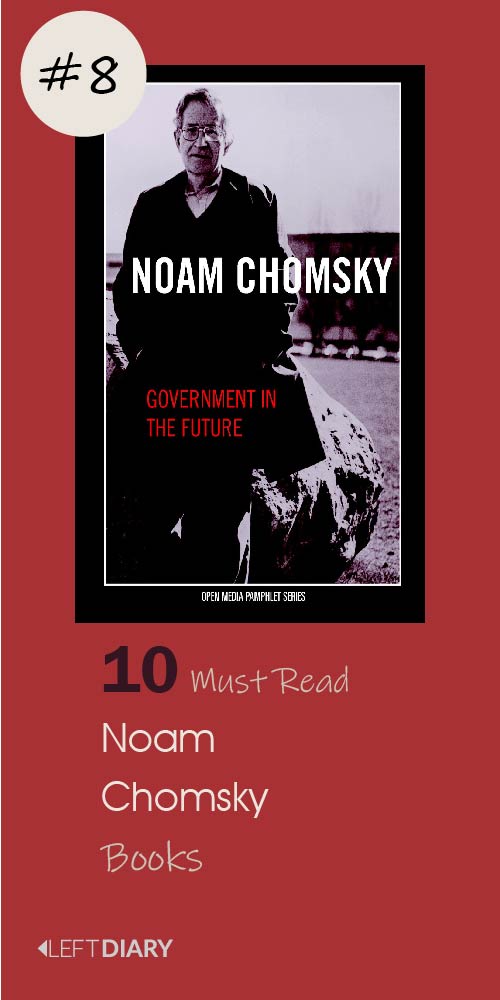 #8
NOAM CHOMSKY
GOVERNMENT IN
THE FUTURE
OPEN MEDIA PAMPHLET SERIES
10 Must Read
Noam
Chomsky
Books
LEFTDIARY